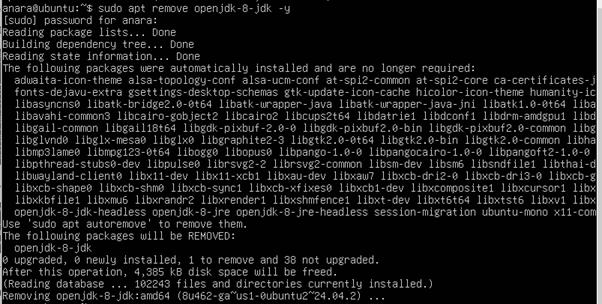 anara@ubuntu:~$ sudo apt remove openjdk-8-jdk -y
[sudo] password for anara:
Reading package lists... Done
Building dependency tree... Done
Reading state information... Done
The following packages were automatically installed and are no longer required:
  adwaita-icon-theme alsa-topology-conf alsa-ucm-conf at-spi2-common at-spi2-core ca-certificates-j
  fonts-dejavu-extra gsettings-desktop-schemas gtk-update-icon-cache hicolor-icon-theme humanity-ic
  libasyncns0 libatk-bridge2.0-0t64 libatk-wrapper-java libatk-wrapper-java-jni libatk1.0-0t64 liba
  libavahi-common3 libcairo-gobject2 libcairo2 libcups2t64 libdatrie1 libdconf1 libdrm-amdgpu1 libd
  libgail-common libgail18t64 libgdk-pixbuf-2.0-0 libgdk-pixbuf2.0-bin libgdk-pixbuf2.0-common libg
  libglvnd0 libglx-mesa0 libglx0 libgraphite2-3 libgtk2.0-0t64 libgtk2.0-bin libgtk2.0-common libha
  libmp3lame0 libmpg123-0t64 libogg0 libopus0 libpango-1.0-0 libpangocairo-1.0-0 libpangoft2-1.0-0
  libpthread-stubs0-dev libpulse0 librsvg2-2 librsvg2-common libsm-dev libsm6 libsndfile1 libthai-d
  libwayland-client0 libx11-dev libx11-xcb1 libxau-dev libxaw7 libxcb-dri2-0 libxcb-dri3-0 libxcb-g
  libxcb-shape0 libxcb-shm0 libxcb-sync1 libxcb-xfixes0 libxcb1-dev libxcomposite1 libxcursor1 libx
  libxkbfile1 libxmu6 libxrandr2 libxrender1 libxshmfence1 libxt-dev libxt6t64 libxtst6 libxv1 libx
  openjdk-8-jdk-headless openjdk-8-jre openjdk-8-jre-headless session-migration ubuntu-mono x11-com
Use 'sudo apt autoremove' to remove them.
The following packages will be REMOVED:
  openjdk-8-jdk
0 upgraded, 0 newly installed, 1 to remove and 38 not upgraded.
After this operation, 4,385 kB disk space will be freed.
(Reading database ... 102243 files and directories currently installed.)
Removing openjdk-8-jdk:amd64 (8u462-ga~us1-0ubuntu2~24.04.2) ...